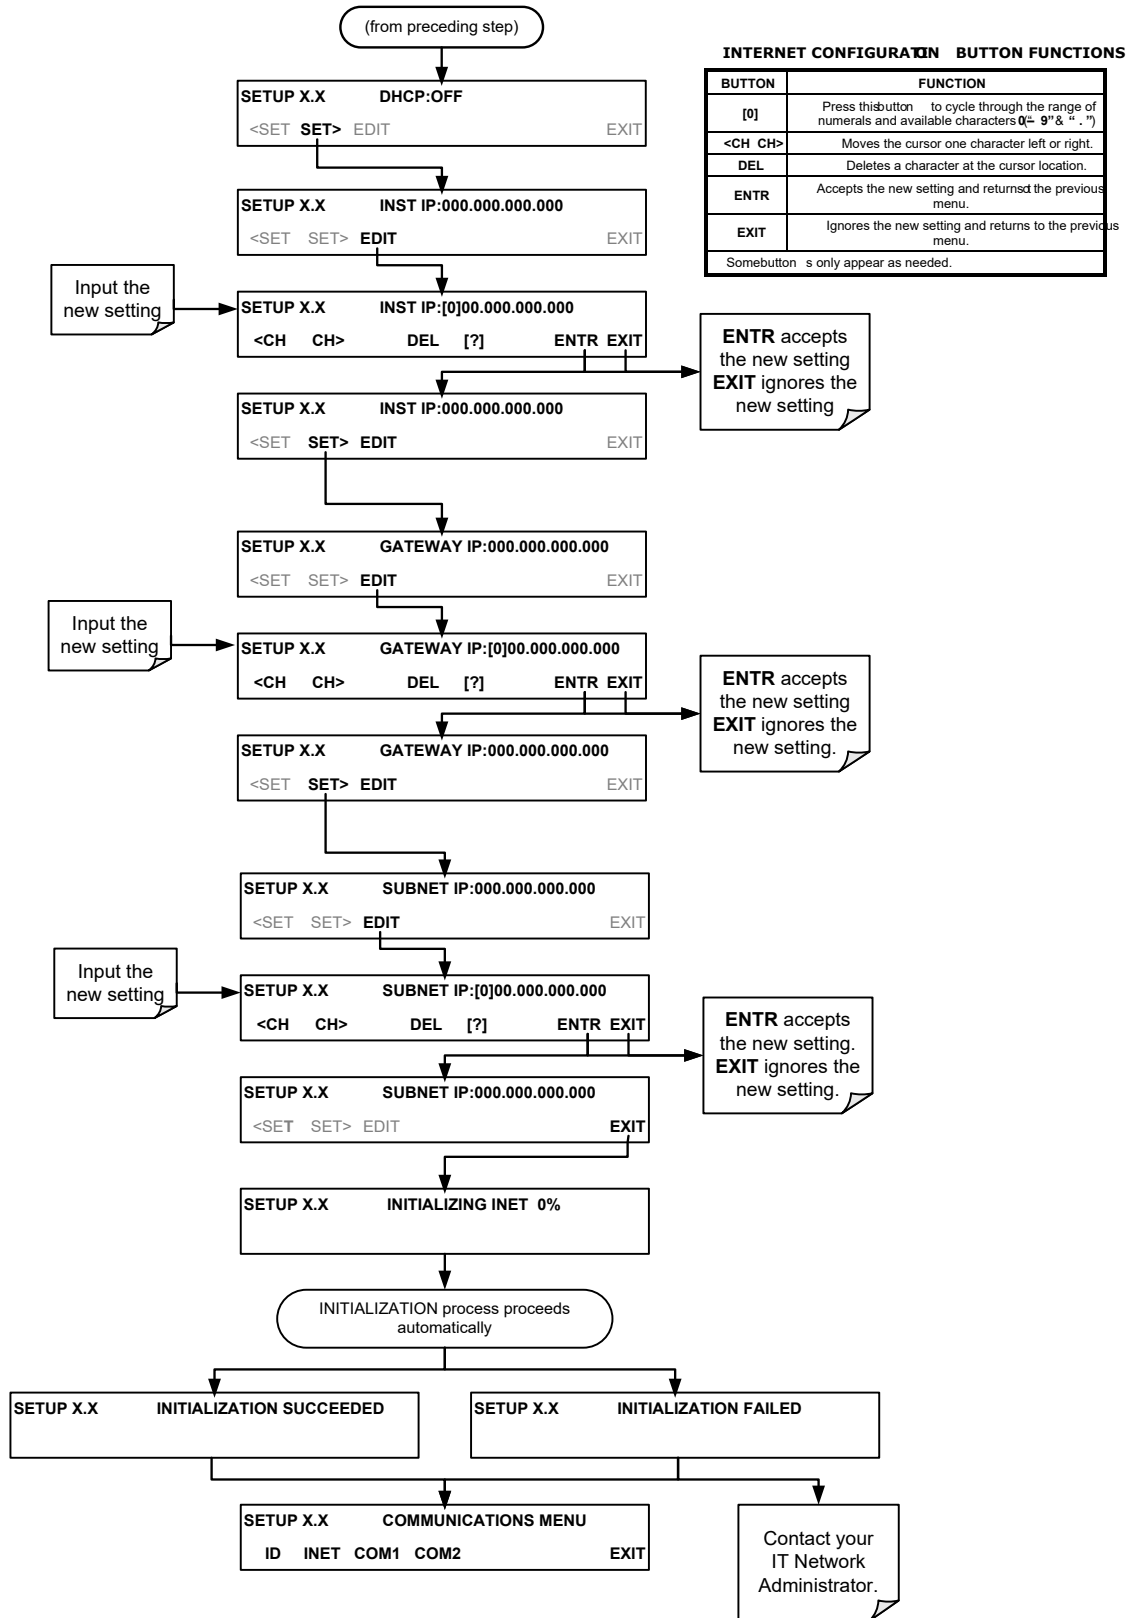 (from preceding step)
INTERNET CONFIGURATION BUTTON FUNCTIONS
BUTTON FUNCTION
[0] Press this button to cycle through the range of
numerals and available characters (“0 – 9” & “ . ”)
<CH CH> Moves the cursor one character left or right.
DEL Deletes a character at the cursor location.
ENTR Accepts the new setting and returns to the previous
menu.
EXIT Ignores the new setting and returns to the previous
menu.
Some buttons only appear as needed.
SETUP X.X DHCP:OFF
<SET SET> EDIT EXIT
SETUP X.X INST IP:000.000.000.000
<SET SET> EDIT EXIT
Input the
new setting
SETUP X.X INST IP:[0]00.000.000.000
<CH CH> DEL [?] ENTR EXIT
ENTR accepts
the new setting
EXIT ignores the
new setting
SETUP X.X INST IP:000.000.000.000
<SET SET> EDIT EXIT
SETUP X.X GATEWAY IP:000.000.000.000
<SET SET> EDIT EXIT
Input the
new setting
SETUP X.X GATEWAY IP:[0]00.000.000.000
<CH CH> DEL [?] ENTR EXIT
ENTR accepts
the new setting
EXIT ignores the
new setting.
SETUP X.X GATEWAY IP:000.000.000.000
<SET SET> EDIT EXIT
SETUP X.X SUBNET IP:000.000.000.000
<SET SET> EDIT EXIT
Input the
new setting
SETUP X.X SUBNET IP:[0]00.000.000.000
<CH CH> DEL [?] ENTR EXIT
ENTR accepts
the new setting.
EXIT ignores the
new setting.
SETUP X.X SUBNET IP:000.000.000.000
<SET SET> EDIT EXIT
SETUP X.X INITIALIZING INET 0%
INITIALIZATION process proceeds
automatically
SETUP X.X INITIALIZATION SUCCEEDED
SETUP X.X INITIALIZATION FAILED
SETUP X.X COMMUNICATIONS MENU
ID INET COM1 COM2 EXIT
Contact your
IT Network
Administrator.